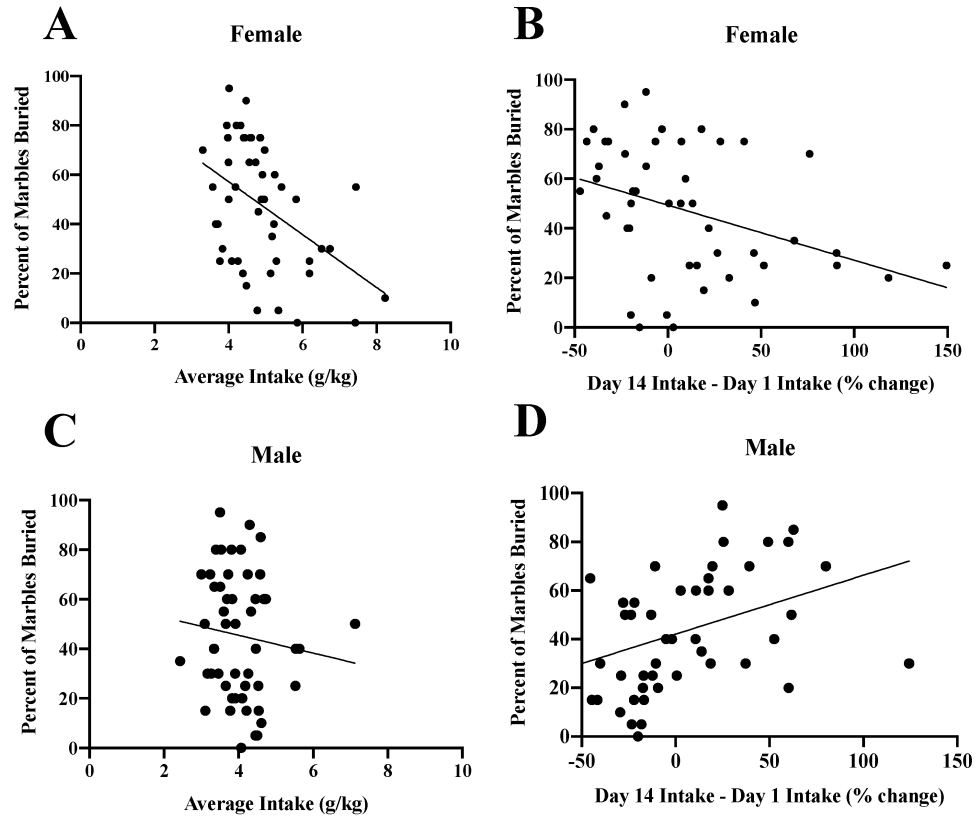 A
Female
Percent of Marbles Buried
100
80
60
40
20
0
0
2
4
6
8
10
Average Intake (g/kg)
B
Female
Percent of Marbles Buried
100
80
60
40
20
0
-50
0
50
100
150
Day 14 Intake - Day 1 Intake (% change)
C
Male
Percent of Marbles Buried
100
80
60
40
20
0
0
2
4
6
8
10
Average Intake (g/kg)
D
Male
Percent of Marbles Buried
100
80
60
40
20
0
-50
0
50
100
150
Day 14 Intake - Day 1 Intake (% change)